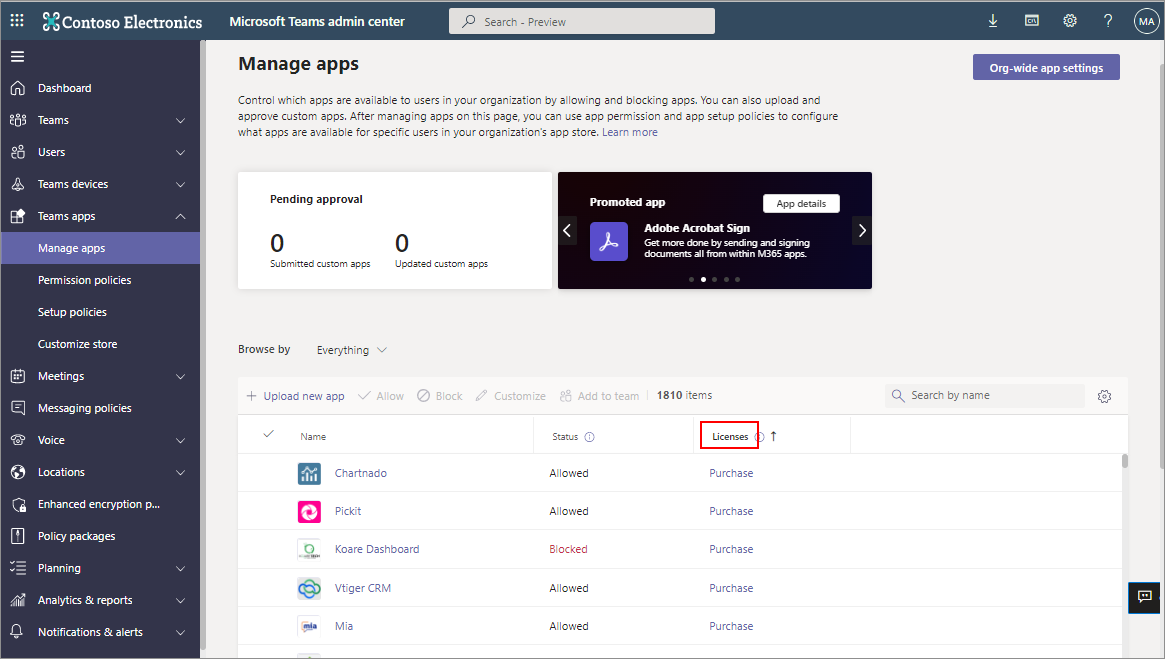 Contoso Electronics
Microsoft Teams admin center
Search - Preview
MA
Dashboard
Teams
Users
Teams devices
Teams apps
Manage apps
Permission policies
Setup policies
Customize store
Meetings
Messaging policies
Voice
Locations
Enhanced encryption p...
Policy packages
Planning
Analytics & reports
Notifications & alerts
Manage apps
Org-wide app settings
Control which apps are available to users in your organization by allowing and blocking apps. You can also upload and
approve custom apps. After managing apps on this page, you can use app permission and app setup policies to configure
what apps are available for specific users in your organization's app store. Learn more
Pending approval
0
Submitted custom apps
0
Updated custom apps
Promoted app
App details
Adobe Acrobat Sign
Get more done by sending and signing
documents all from within M365 apps.
Browse by
Everything
Upload new app
Allow
Block
Customize
Add to team
1810 items
Search by name
Name
Status
Licenses
Chartnado
Allowed
Purchase
Pickit
Allowed
Purchase
Koare Dashboard
Blocked
Purchase
Vtiger CRM
Allowed
Purchase
mia
Mia
Allowed
Purchase